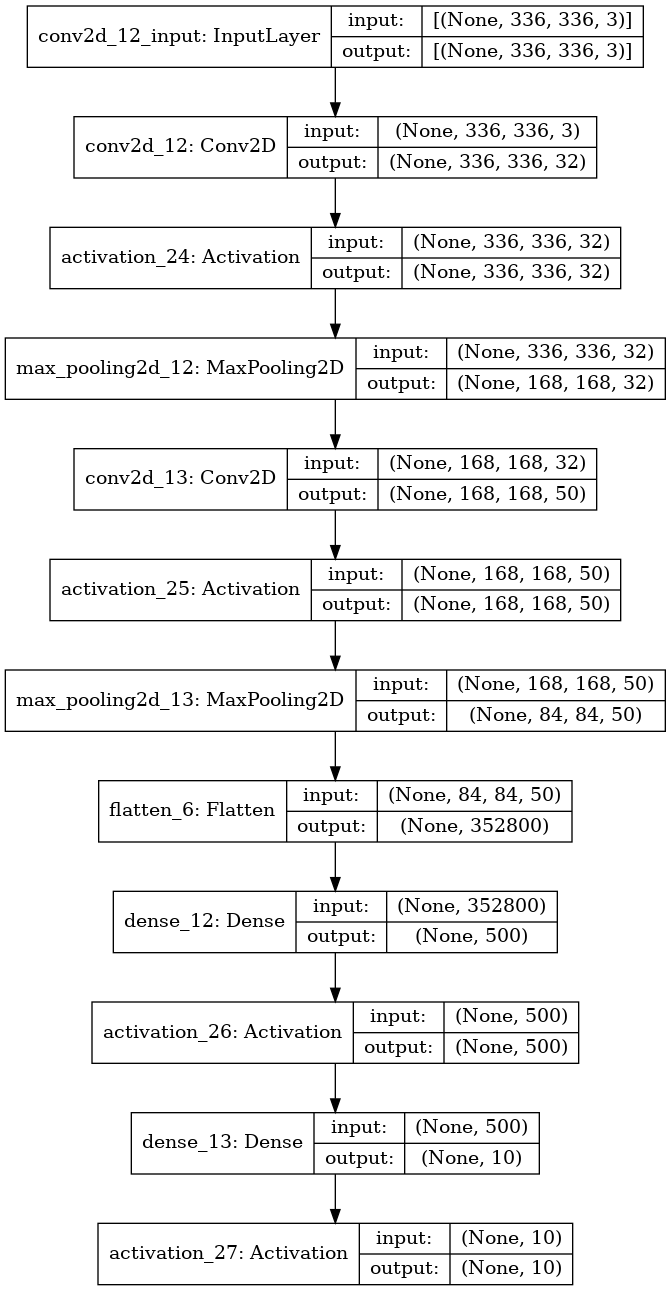 conv2d_12_input: InputLayer
input:
[(None, 336, 336, 3)]
output:
[(None, 336, 336, 3)]
conv2d_12: Conv2D
input:
(None, 336, 336, 3)
output:
(None, 336, 336, 32)
activation_24: Activation
input:
(None, 336, 336, 32)
output:
(None, 336, 336, 32)
max_pooling2d_12: MaxPooling2D
input:
(None, 336, 336, 32)
output:
(None, 168, 168, 32)
conv2d_13: Conv2D
input:
(None, 168, 168, 32)
output:
(None, 168, 168, 50)
activation_25: Activation
input:
(None, 168, 168, 50)
output:
(None, 168, 168, 50)
max_pooling2d_13: MaxPooling2D
input:
(None, 168, 168, 50)
output:
(None, 84, 84, 50)
flatten_6: Flatten
input:
(None, 84, 84, 50)
output:
(None, 352800)
dense_12: Dense
input:
(None, 352800)
output:
(None, 500)
activation_26: Activation
input:
(None, 500)
output:
(None, 500)
dense_13: Dense
input:
(None, 500)
output:
(None, 10)
activation_27: Activation
input:
(None, 10)
output:
(None, 10)